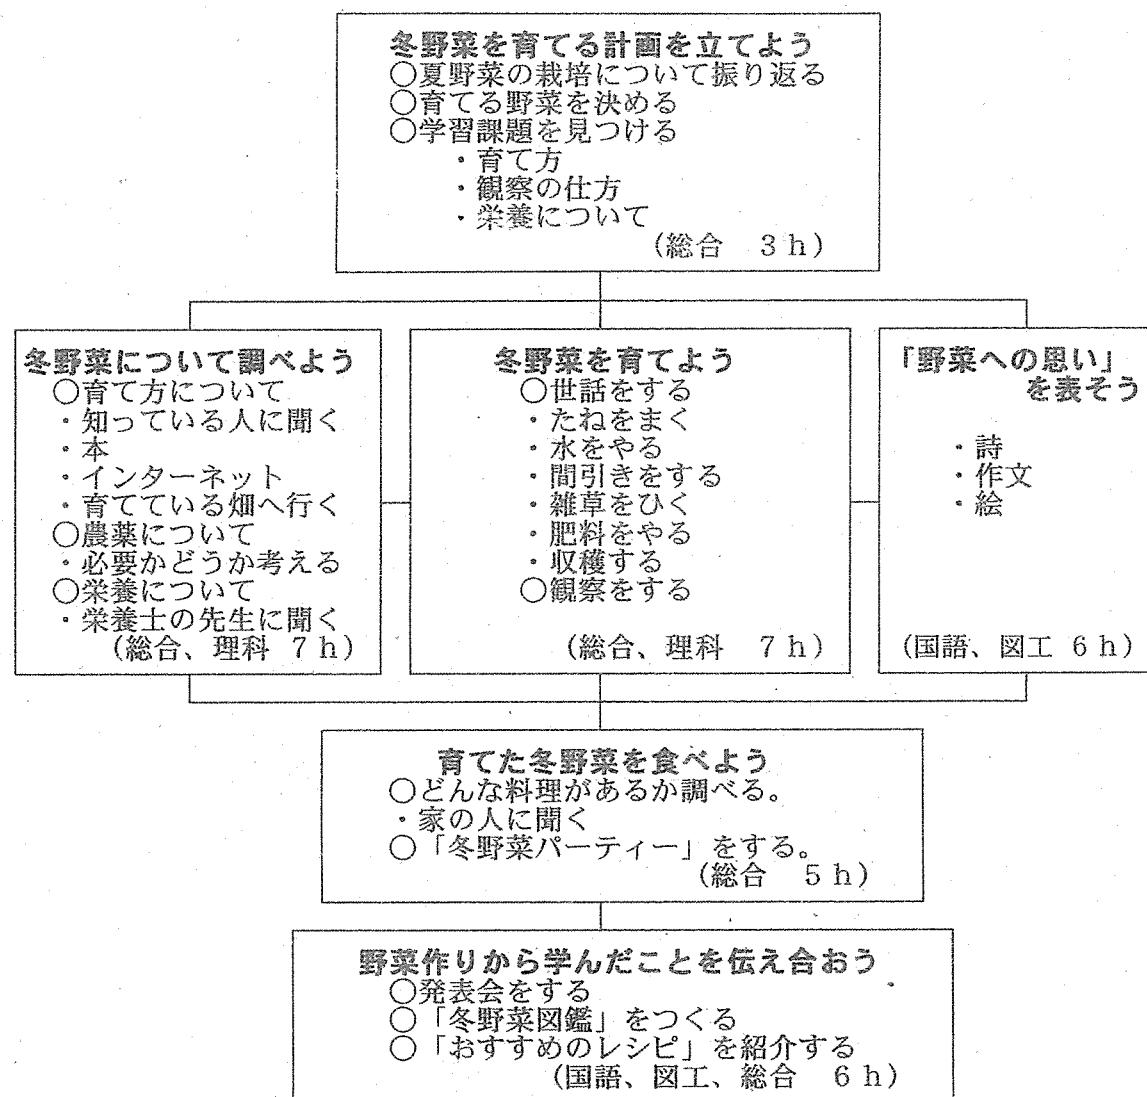 冬野菜を育てる計画を立てよう
○夏野菜の栽培について振り返る
○育てる野菜を決める
○学習課題を見つける
・育て方
・観察の仕方
・栄養について
(総合 3h)
冬野菜について調べよう
○育て方について
・知っている人に聞く
・本
・インターネット
・育てている畑へ行く
○農薬について
・必要かどうか考える
○栄養について
・栄養士の先生に聞く
(総合、理科 7h)
冬野菜を育てよう
○世話をする
・たねをまく
・水をやる
・間引きをする
・雑草をひく
・肥料をやる
・収穫する
○観察をする
(総合、理科 7h)
「野菜への思い」
を表そう
・詩
・作文
・絵
(国語、図工 6h)
育てた冬野菜を食べよう
○どんな料理があるか調べる。
・家の人に聞く
○「冬野菜パーティー」をする。
(総合 5h)
野菜作りから学んだことを伝え合おう
○発表会をする
○「冬野菜図鑑」をつくる
○「おすすめのレシピ」を紹介する
(国語、図工、総合 6h)